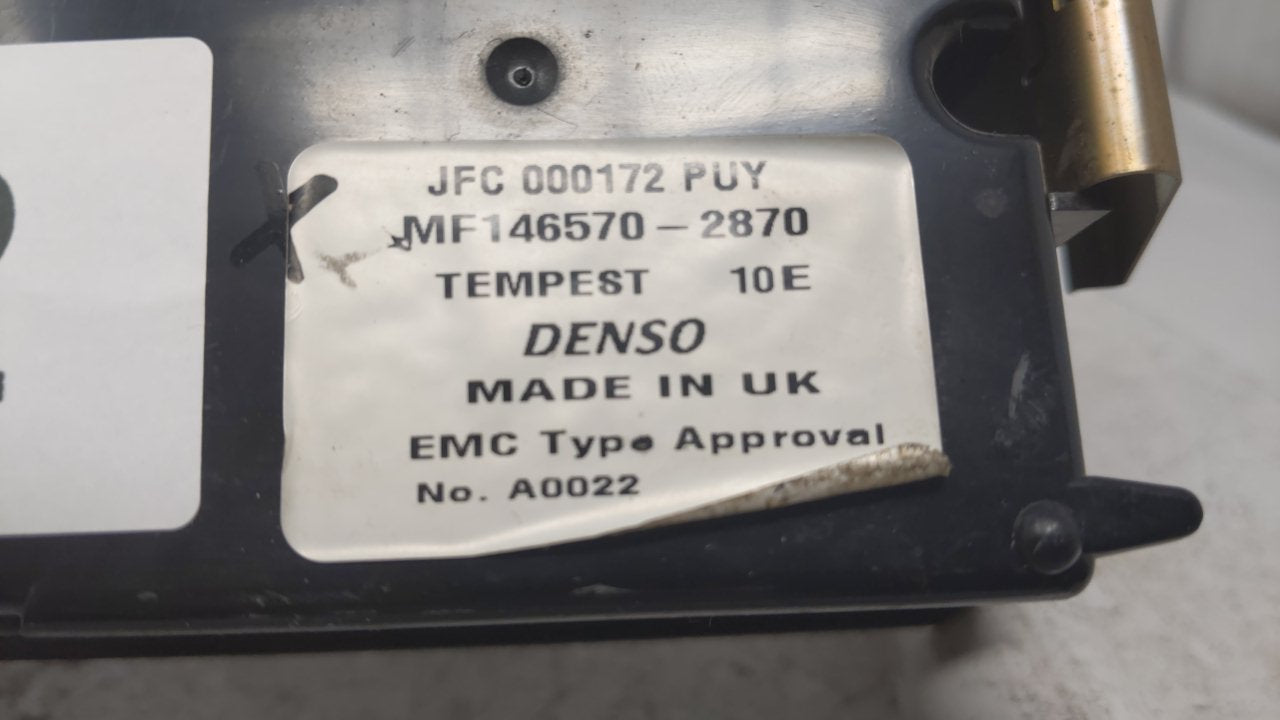 JFC 000172 PUY
MF146570-2870
TEMPEST 10E
DENSO
MADE IN UK
EMC Type Approval
No. A0022